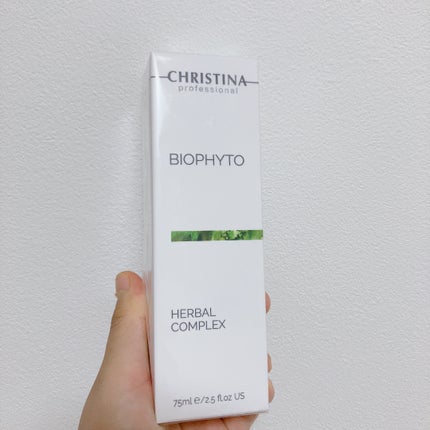 CHRISTINA
professional
BIOPHYTO
HERBAL
COMPLEX
75ml e/2.5 fl.oz US